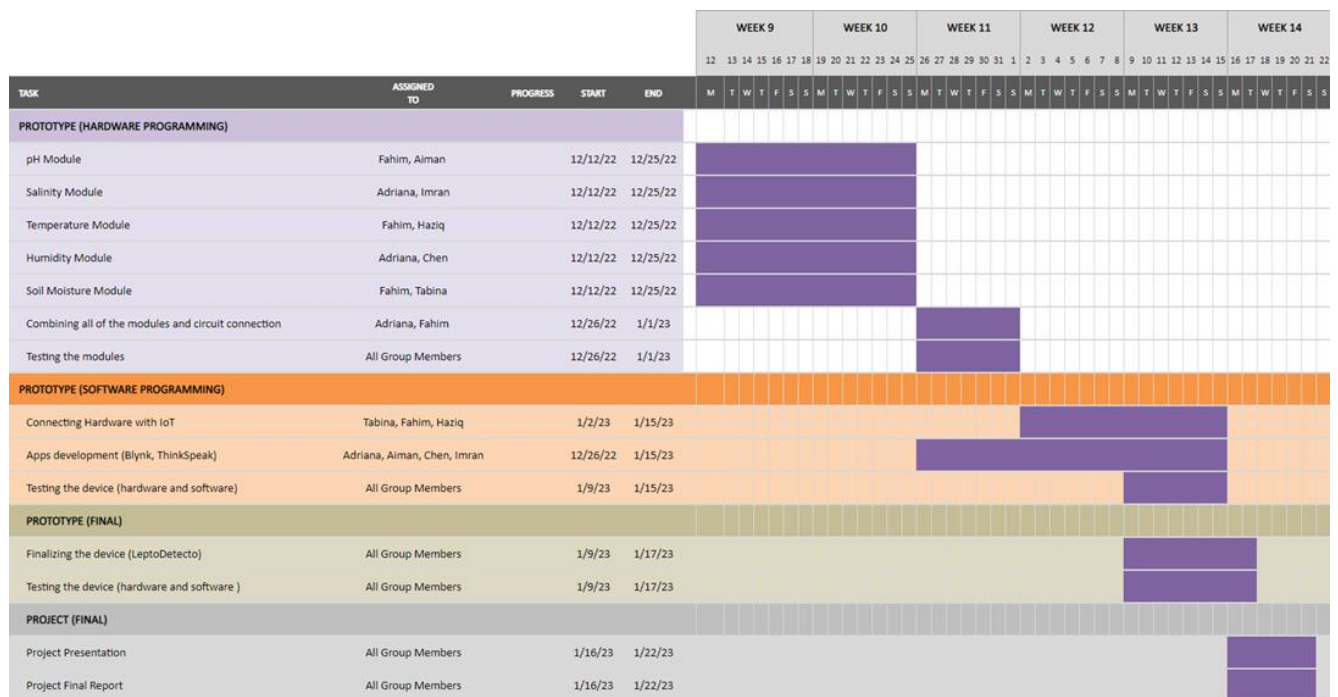 WEEK 9 WEEK 10 WEEK 11 WEEK 12 WEEK 13 WEEK 14
12 13 14 15 16 17 18 19 20 21 22 23 24 25 26 27 28 29 30 31 1 2 3 4 5 6 7 8 9 10 11 12 13 14 15 16 17 18 19 20 21 22
TASK ASSIGNED TO PROGRESS START END M T W T F S S M T W T F S S M T W T F S S M T W T F S S M T W T F S S M T W T F S S
PROTOTYPE (HARDWARE PROGRAMMING)
pH Module Fahim, Aiman 12/12/22 12/25/22
Salinity Module Adriana, Imran 12/12/22 12/25/22
Temperature Module Fahim, Haziq 12/12/22 12/25/22
Humidity Module Adriana, Chen 12/12/22 12/25/22
Soil Moisture Module Fahim, Tabina 12/12/22 12/25/22
Combining all of the modules and circuit connection Adriana, Fahim 12/26/22 1/1/23
Testing the modules All Group Members 12/26/22 1/1/23
PROTOTYPE (SOFTWARE PROGRAMMING)
Connecting Hardware with IoT Tabina, Fahim, Haziq 1/2/23 1/15/23
Apps development (Blynk, ThinkSpeak) Adriana, Aiman, Chen, Imran 12/26/22 1/15/23
Testing the device (hardware and software) All Group Members 1/9/23 1/15/23
PROTOTYPE (FINAL)
Finalizing the device (LeptoDetecto) All Group Members 1/9/23 1/17/23
Testing the device (hardware and software ) All Group Members 1/9/23 1/17/23
PROJECT (FINAL)
Project Presentation All Group Members 1/16/23 1/22/23
Project Final Report All Group Members 1/16/23 1/22/23